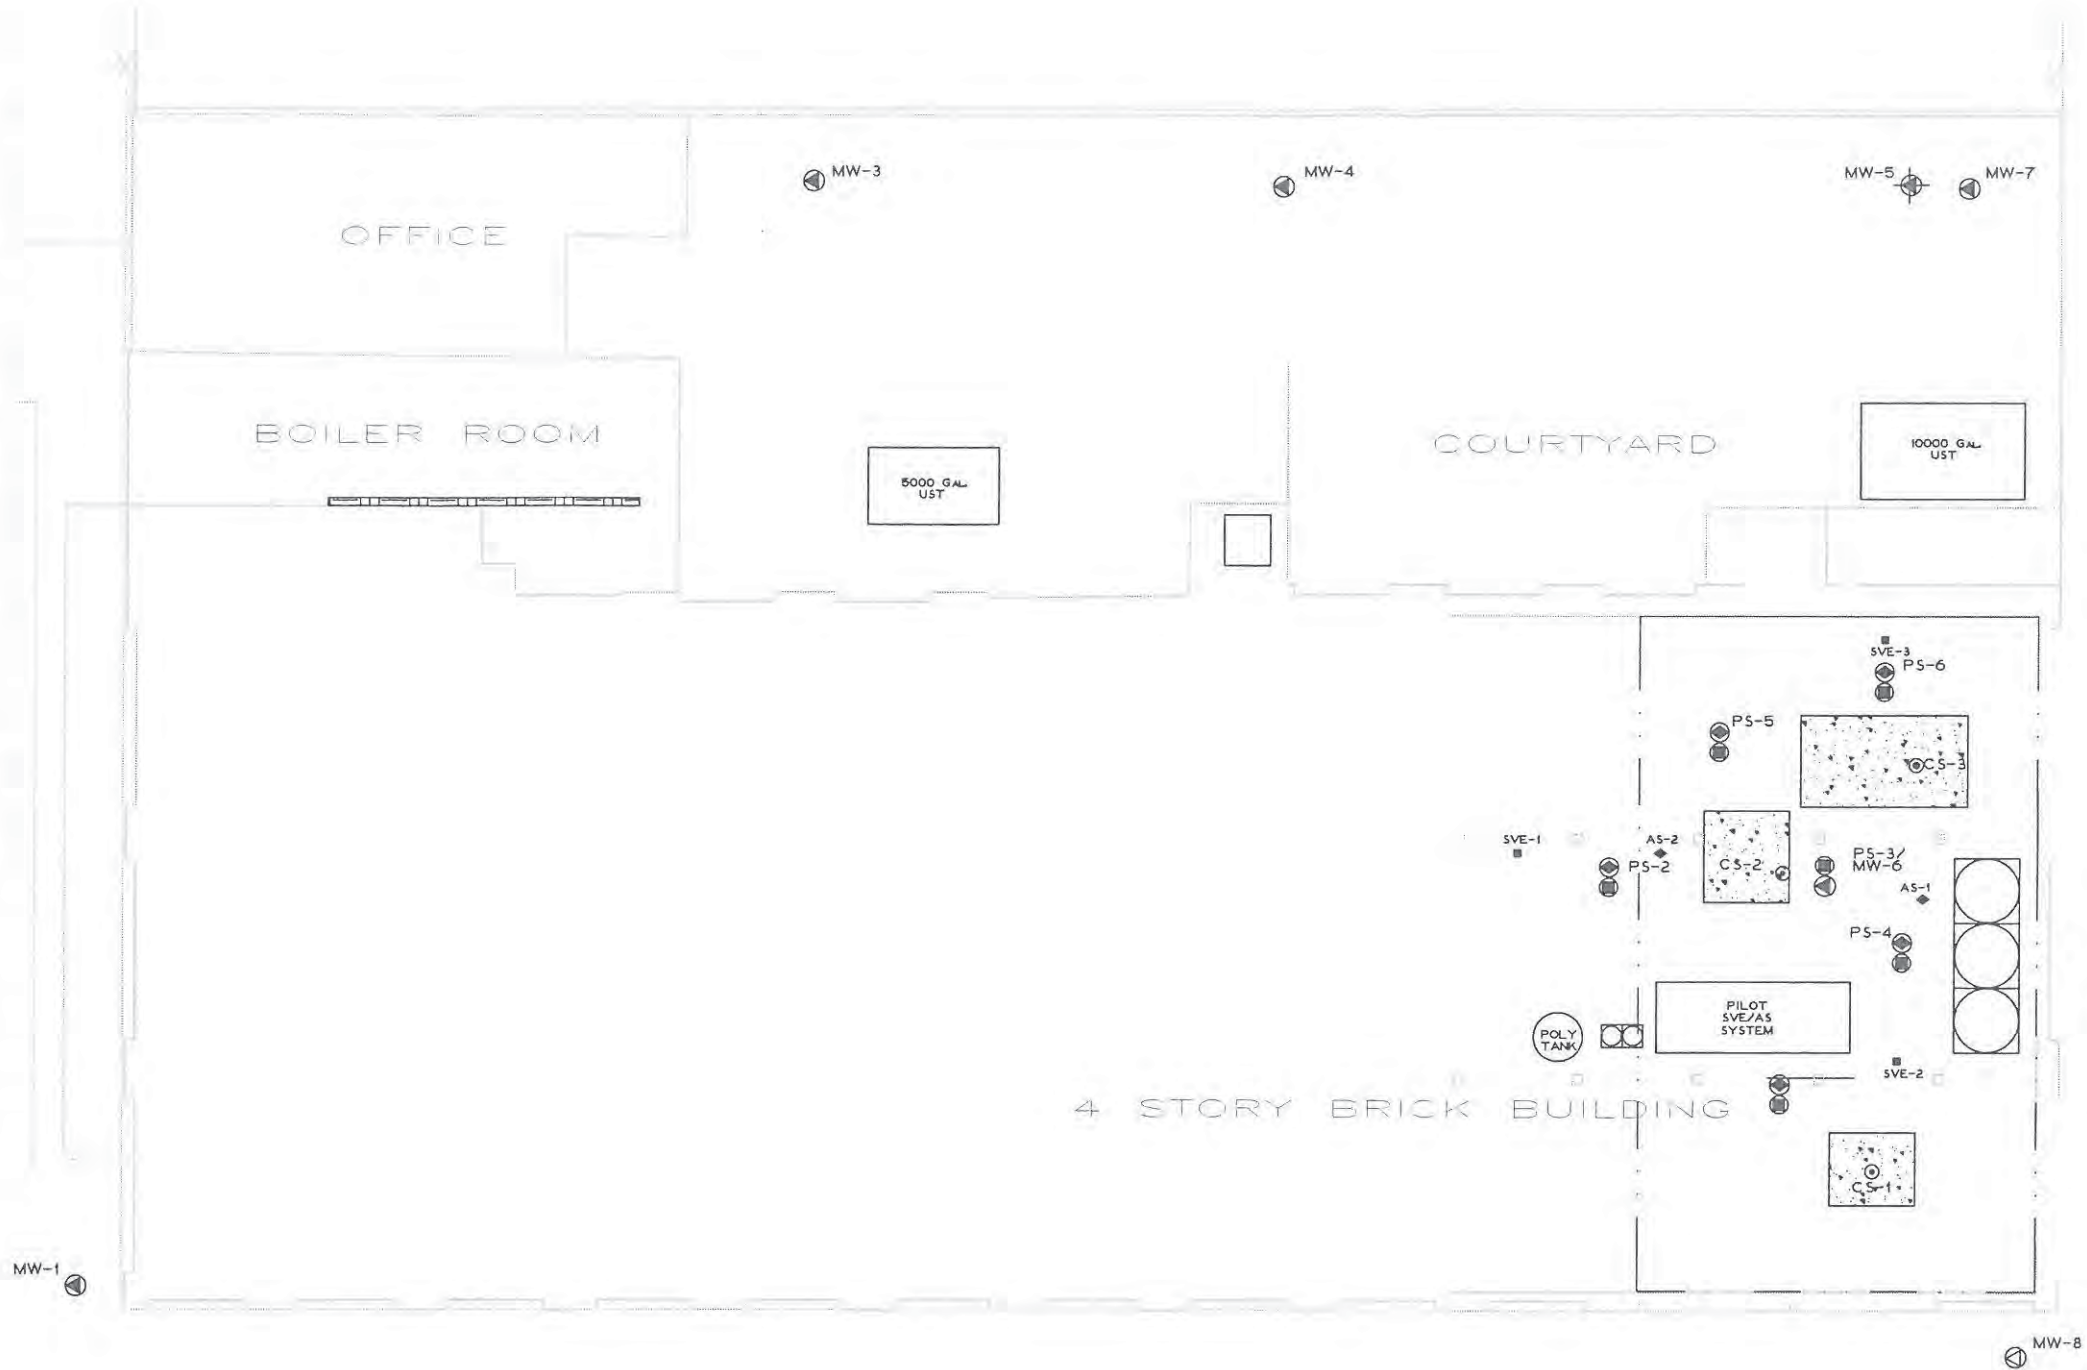 MW-3
MW-4
MW-5
MW-7
OFFICE
BOILER ROOM
COURTYARD
5000 GAL
UST
10000 GAL
UST
SVE-3
PS-6
PS-5
CS-3
SVE-1
AS-2
PS-2
CS-2
PS-3/
MW-6
AS-1
PS-4
PILOT
SVE/AS
SYSTEM
POLY
TANK
SVE-2
4 STORY BRICK BUILDING
CS-1
MW-1
MW-8